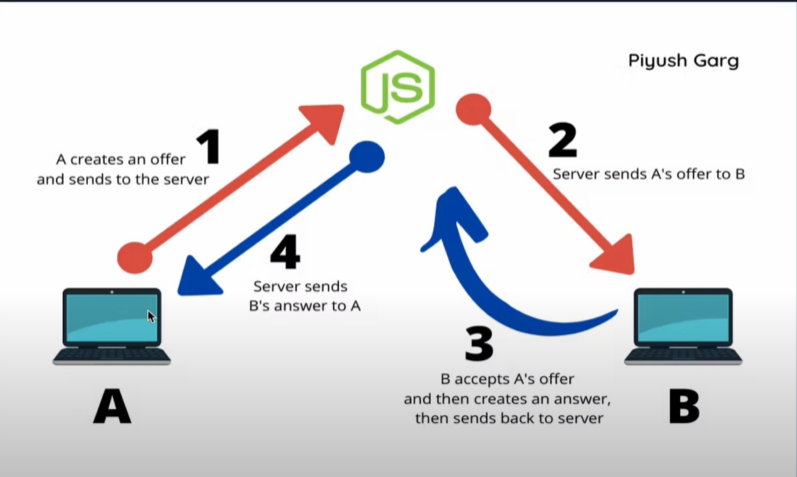 JS
Piyush Garg
1
A creates an offer
and sends to the server
2
Server sends A's offer to B
4
Server sends
B's answer to A
3
B accepts A's offer
and then creates an answer,
then sends back to server
A
B